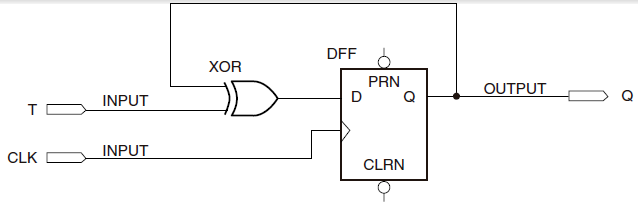 DFF
XOR
PRN
D
Q
OUTPUT
Q
INPUT
T
INPUT
CLK
CLRN